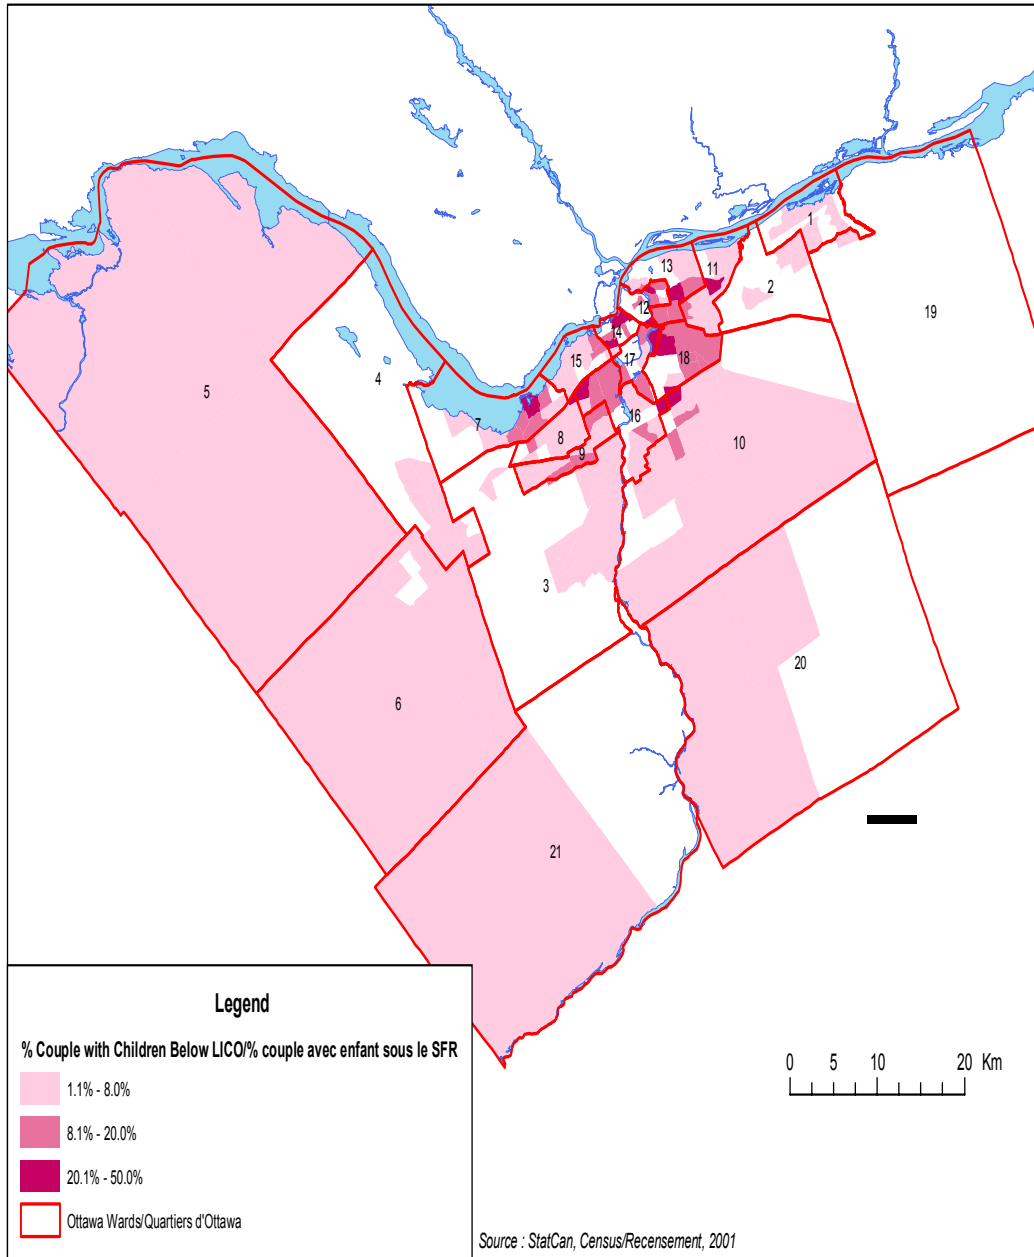 1
13
11
2
12
19
14
15
17
18
4
5
7
16
8
10
9
3
20
6
21
Legend
% Couple with Children Below LICO/% couple avec enfant sous le SFR
1.1% - 8.0%
8.1% - 20.0%
20.1% - 50.0%
Ottawa Wards/Quartiers d'Ottawa
0 5 10 20 Km
Source : StatCan, Census/Recensement, 2001